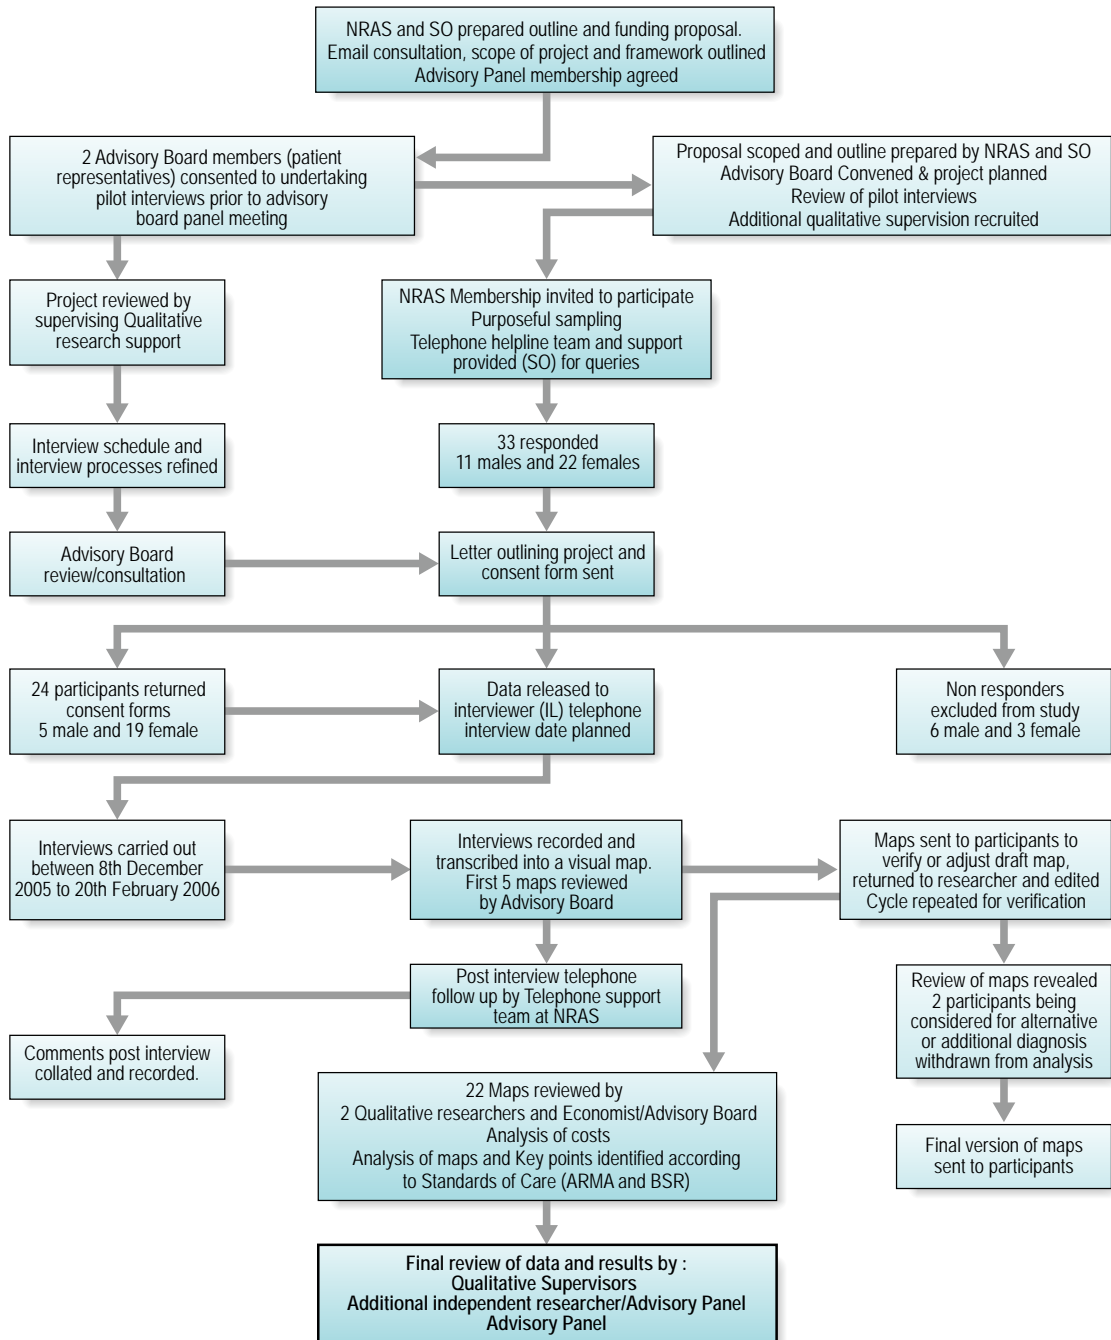 NRAS and SO prepared outline and funding proposal.
Email consultation, scope of project and framework outlined
Advisory Panel membership agreed
2 Advisory Board members (patient
representatives) consented to undertaking
pilot interviews prior to advisory
board panel meeting
Proposal scoped and outline prepared by NRAS and SO
Advisory Board Convened & project planned
Review of pilot interviews
Additional qualitative supervision recruited
Project reviewed by
supervising Qualitative
research support
NRAS Membership invited to participate
Purposeful sampling
Telephone helpline team and support
provided (SO) for queries
Interview schedule and
interview processes refined
33 responded
11 males and 22 females
Advisory Board
review/consultation
Letter outlining project and
consent form sent
24 participants returned
consent forms
5 male and 19 female
Data released to
interviewer (IL) telephone
interview date planned
Non responders
excluded from study
6 male and 3 female
Interviews carried out
between 8th December
2005 to 20th February 2006
Interviews recorded and
transcribed into a visual map.
First 5 maps reviewed
by Advisory Board
Maps sent to participants to
verify or adjust draft map,
returned to researcher and edited
Cycle repeated for verification
Post interview telephone
follow up by Telephone support
team at NRAS
Review of maps revealed
2 participants being
considered for alternative
or additional diagnosis
withdrawn from analysis
Comments post interview
collated and recorded.
22 Maps reviewed by
2 Qualitative researchers and Economist/Advisory Board
Analysis of costs
Analysis of maps and Key points identified according
to Standards of Care (ARMA and BSR)
Final version of maps
sent to participants
Final review of data and results by :
Qualitative Supervisors
Additional independent researcher/Advisory Panel
Advisory Panel